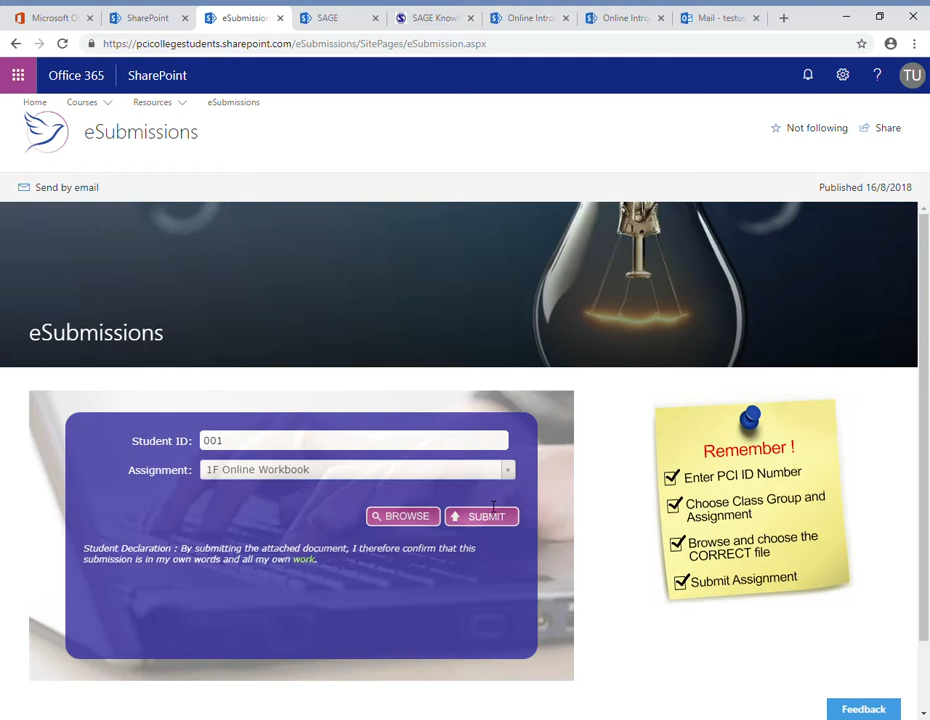 Microsoft Of
SharePoint
eSubmission
SAGE
SAGE Know
Online Intro
Online Intro
Mail - testus
https://pcicollegestudents.sharepoint.com/eSubmissions/SitePages/eSubmission.aspx
Office 365
SharePoint
?
TU
Home
Courses
Resources
eSubmissions
eSubmissions
Not following
Share
Send by email
Published 16/8/2018
eSubmissions
Student ID: 001
Assignment: 1F Online Workbook
BROWSE
SUBMIT
Student Declaration : By submitting the attached document, I therefore confirm that this
submission is in my own words and all my own work.
Remember !
Enter PCI ID Number
Choose Class Group and
Assignment
Browse and choose the
CORRECT file
Submit Assignment
Feedback